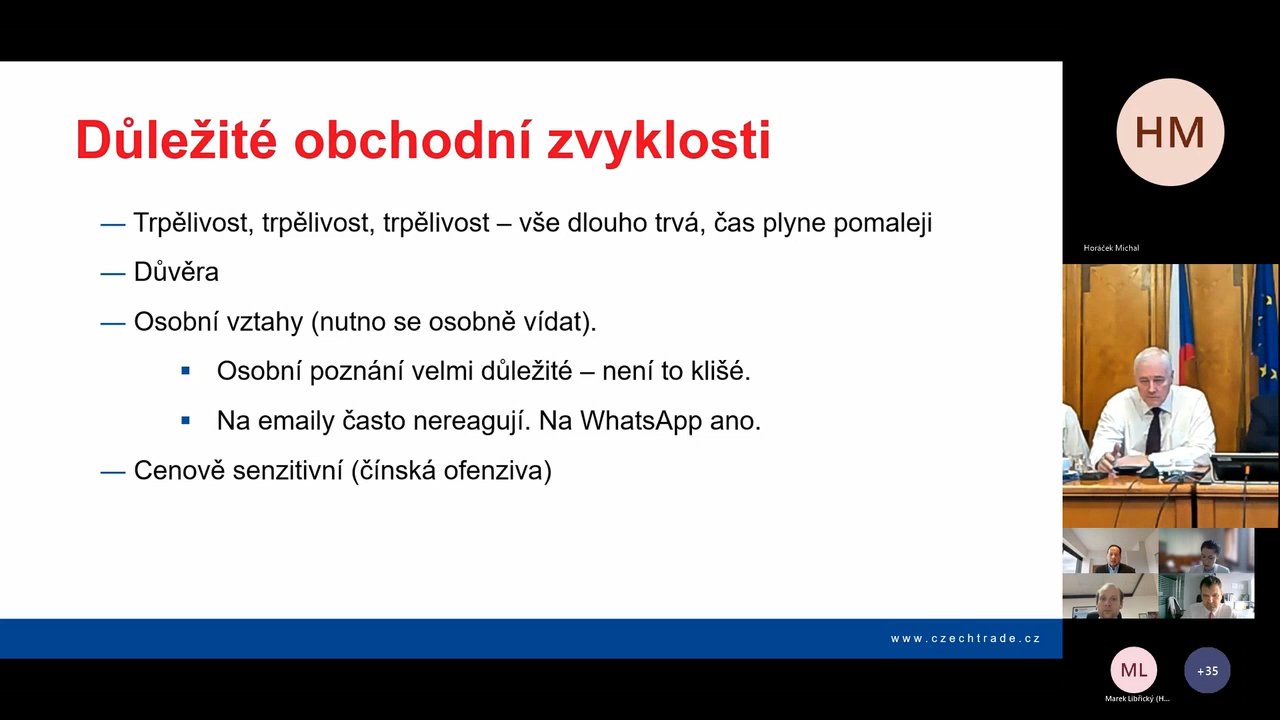 Důležité obchodní zvyklosti
— Trpělivost, trpělivost, trpělivost – vše dlouho trvá, čas plyne pomaleji
— Důvěra
— Osobní vztahy (nutno se osobně vídat).
▪ Osobní poznání velmi důležité – není to klišé.
▪ Na emaily často nereagují. Na WhatsApp ano.
— Cenově senzitivní (čínská ofenziva)
www.czechtrade.cz
HM
Horáček Michal
ML
+35
Marek Libřický (H...